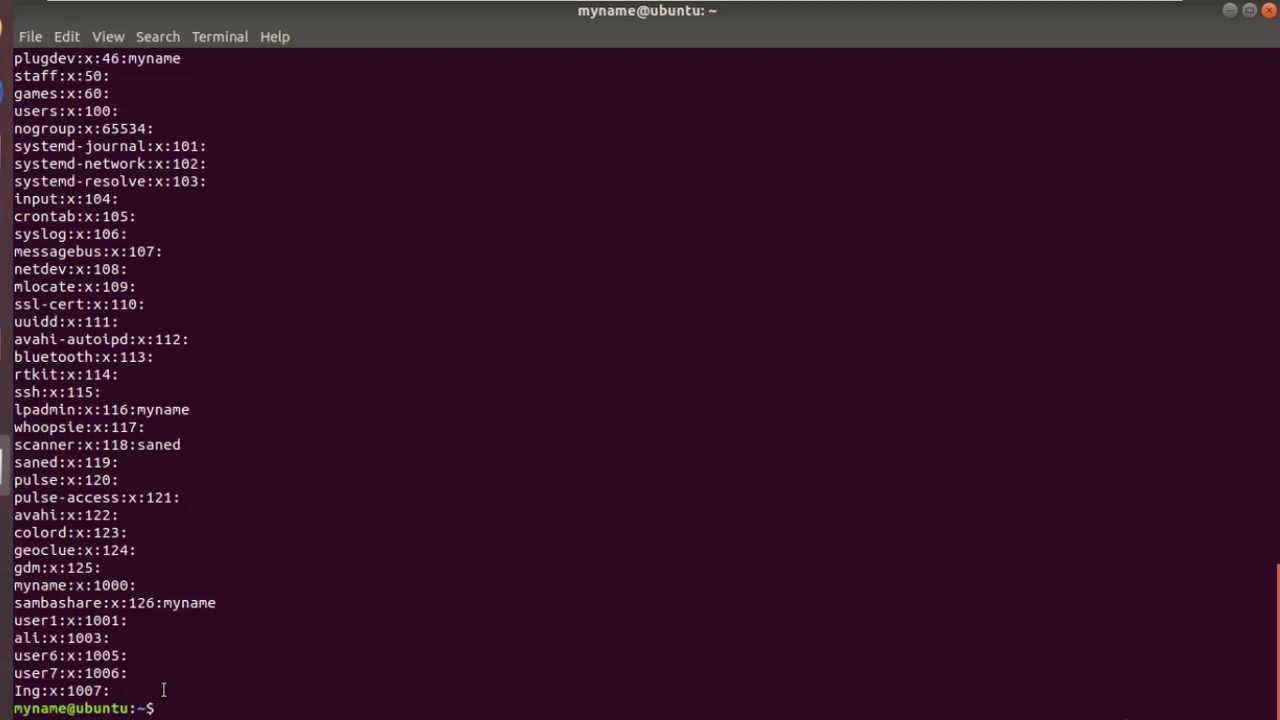 myname@ubuntu: ~
File Edit View Search Terminal Help
plugdev:x:46:myname
staff:x:50:
games:x:60:
users:x:100:
nogroup:x:65534:
systemd-journal:x:101:
systemd-network:x:102:
systemd-resolve:x:103:
input:x:104:
crontab:x:105:
syslog:x:106:
messagebus:x:107:
netdev:x:108:
mlocate:x:109:
ssl-cert:x:110:
uuidd:x:111:
avahi-autoipd:x:112:
bluetooth:x:113:
rtkit:x:114:
ssh:x:115:
lpadmin:x:116:myname
whoopsie:x:117:
scanner:x:118:saned
saned:x:119:
pulse:x:120:
pulse-access:x:121:
avahi:x:122:
colord:x:123:
geoclue:x:124:
gdm:x:125:
myname:x:1000:
sambashare:x:126:myname
user1:x:1001:
ali:x:1003:
user6:x:1005:
user7:x:1006:
Ing:x:1007:
myname@ubuntu:~$